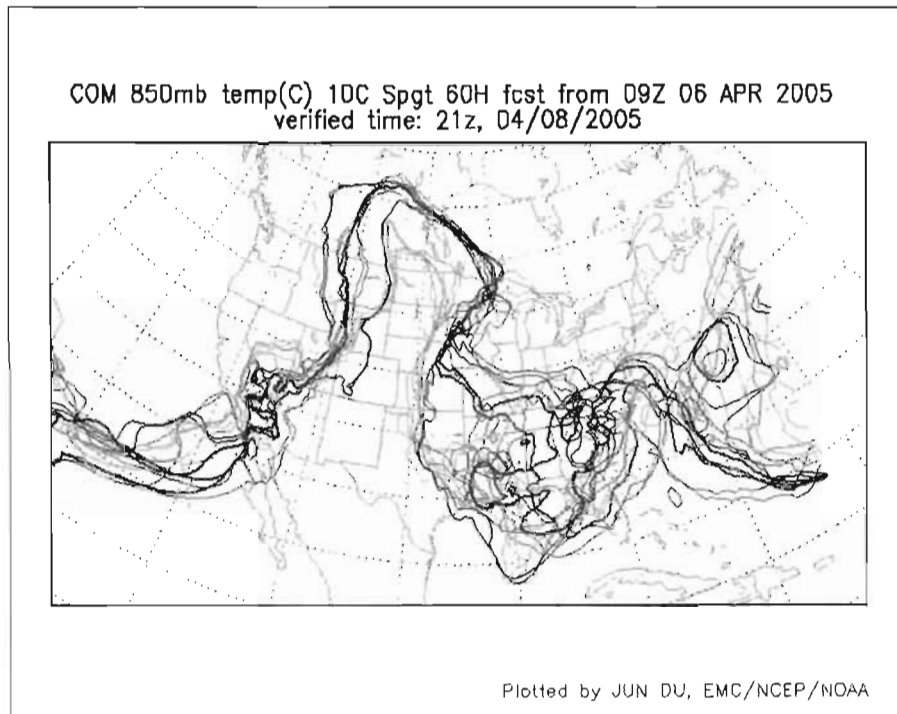 COM 850mb temp(C) 10C Spgt 60H fcst from 09Z 06 APR 2005
verified time: 21z, 04/08/2005
Plotted by JUN DU, EMC/NCEP/NOAA